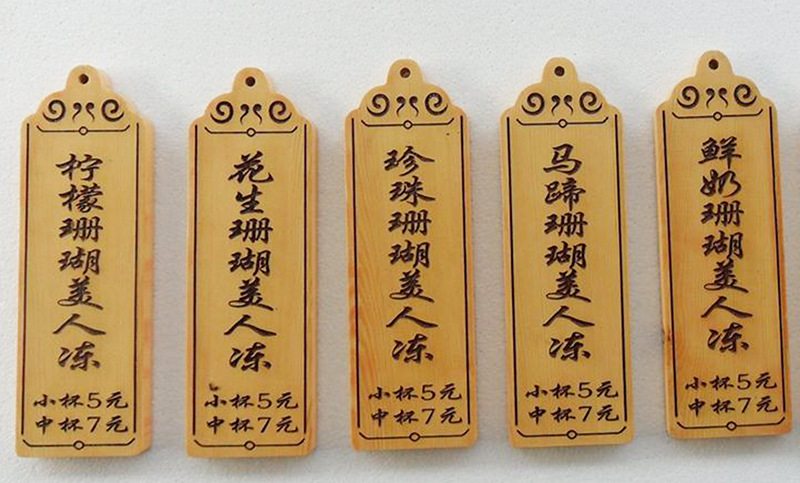 柠檬珊瑚美人冻
小杯5元
中杯7元
花生珊瑚美人冻
小杯5元
中杯7元
珍珠珊瑚美人冻
小杯5元
中杯7元
马蹄珊瑚美人冻
小杯5元
中杯7元
鲜奶珊瑚美人冻
小杯5元
中杯7元